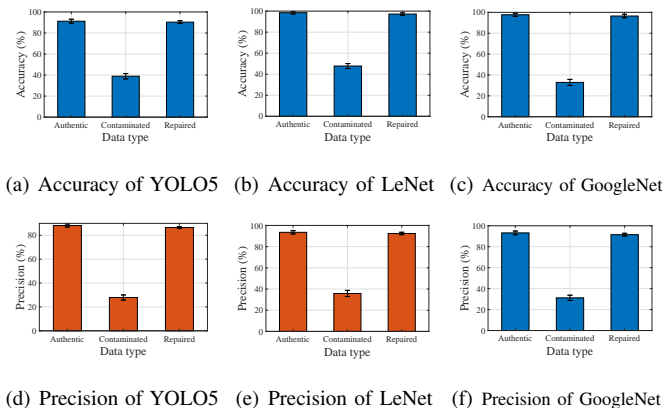 100
80
60
40
20
0
Accuracy (%)
Authentic Contaminated Repaired
Data type
100
80
60
40
20
0
Accuracy (%)
Authentic Contaminated Repaired
Data type
100
80
60
40
20
0
Accuracy (%)
Authentic Contaminated Repaired
Data type
(a) Accuracy of YOLO5 (b) Accuracy of LeNet (c) Accuracy of GoogleNet
80
60
40
20
0
Precision (%)
Authentic Contaminated Repaired
Data type
100
80
60
40
20
0
Precision (%)
Authentic Contaminated Repaired
Data type
100
80
60
40
20
0
Precision (%)
Authentic Contaminated Repaired
Data type
(d) Precision of YOLO5 (e) Precision of LeNet (f) Precision of GoogleNet